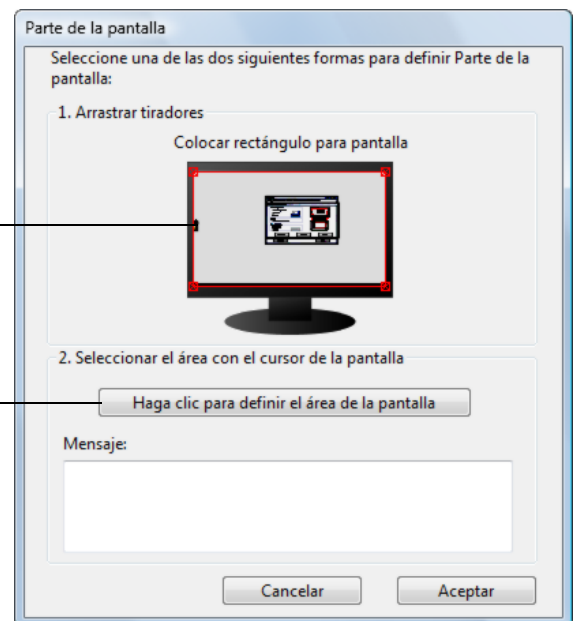 Parte de la pantalla
Seleccione una de las dos siguientes formas para definir Parte de la
pantalla:
1. Arrastrar tiradores
Colocar rectángulo para pantalla
2. Seleccionar el área con el cursor de la pantalla
Haga clic para definir el área de la pantalla
Mensaje:
Cancelar
Aceptar